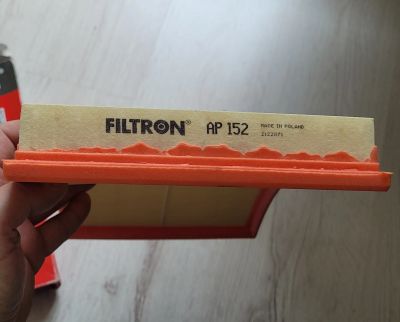 FILTRON® AP 152
MADE IN POLAND